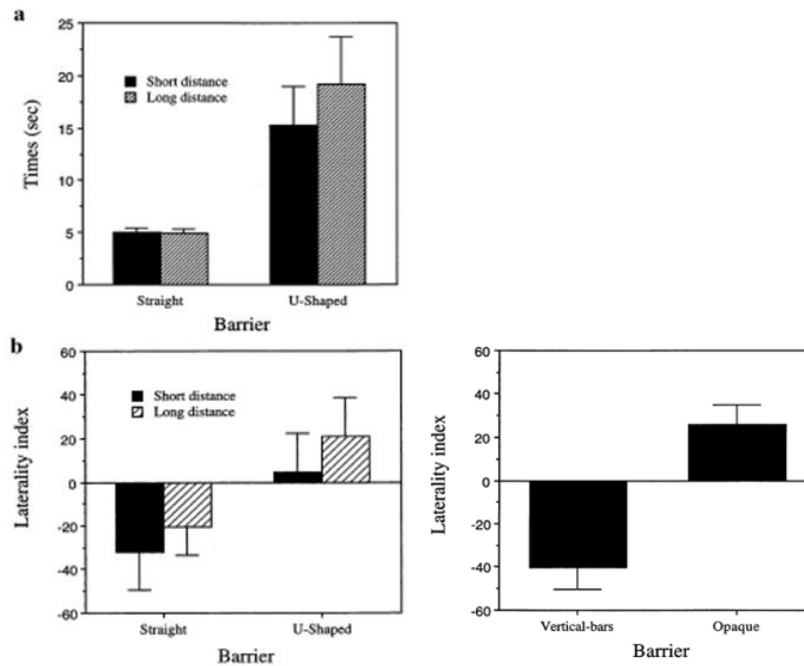 a
25
20
15
10
5
0
Times (sec)
Short distance
Long distance
Straight
U-Shaped
Barrier
b
60
40
20
0
-20
-40
-60
Laterality index
Short distance
Long distance
Straight
U-Shaped
Barrier
60
40
20
0
-20
-40
-60
Laterality index
Vertical-bars
Opaque
Barrier